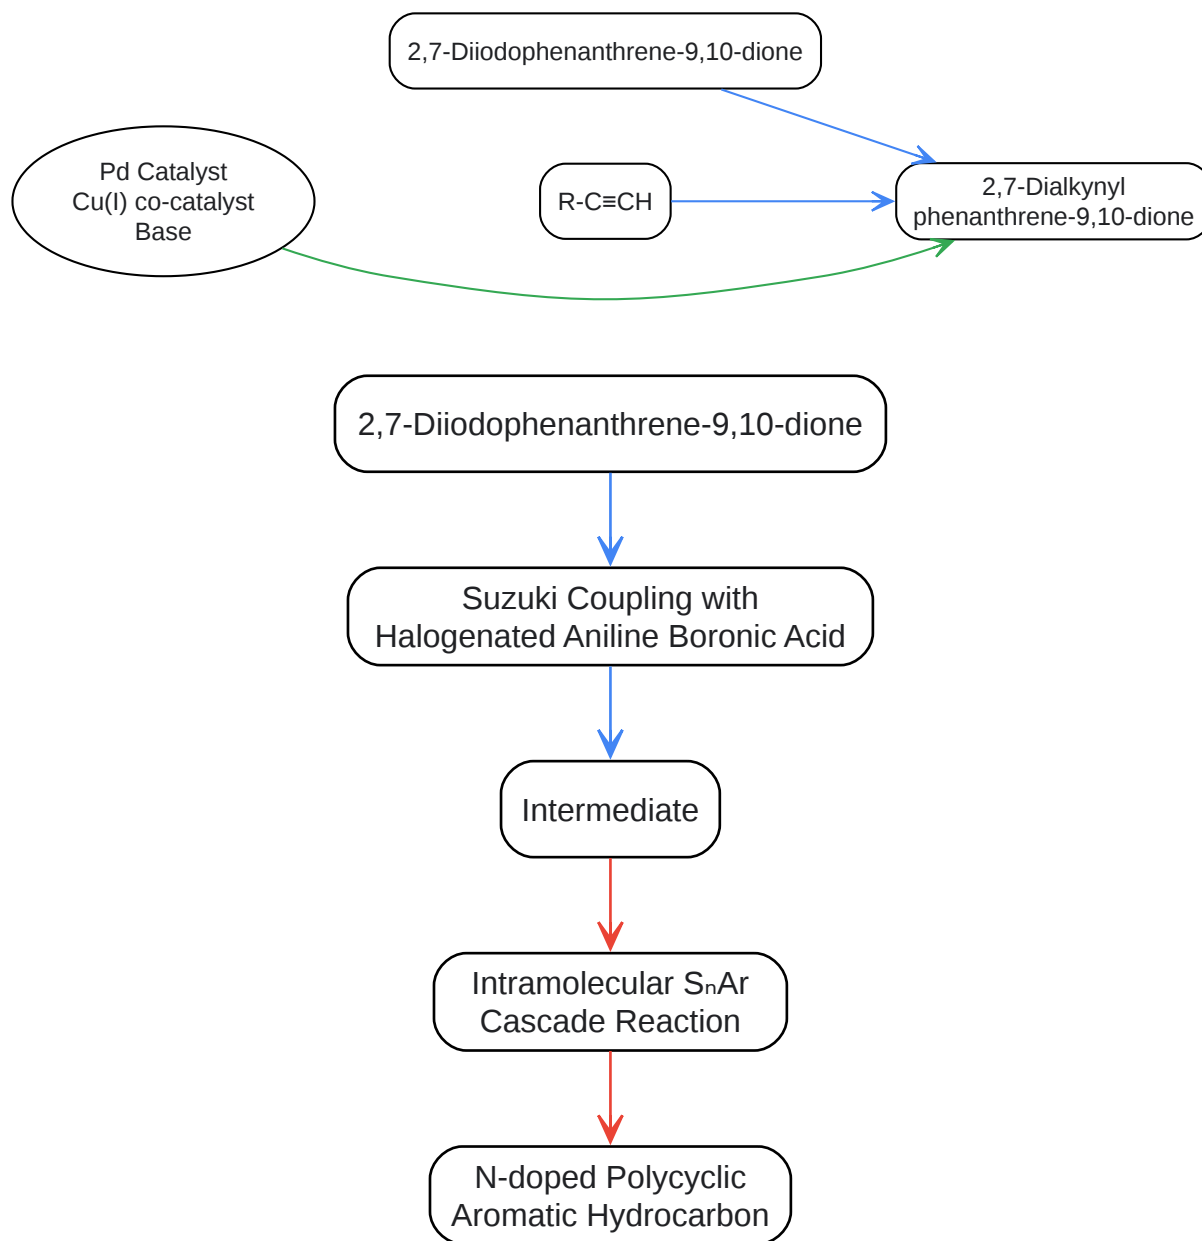 2,7-Diiodophenanthrene-9,10-dione
Pd Catalyst
Cu(I) co-catalyst
Base
R-C≡CH
2,7-Dialkynyl
phenanthrene-9,10-dione
2,7-Diiodophenanthrene-9,10-dione
Suzuki Coupling with
Halogenated Aniline Boronic Acid
Intermediate
Intramolecular SₙAr
Cascade Reaction
N-doped Polycyclic
Aromatic Hydrocarbon